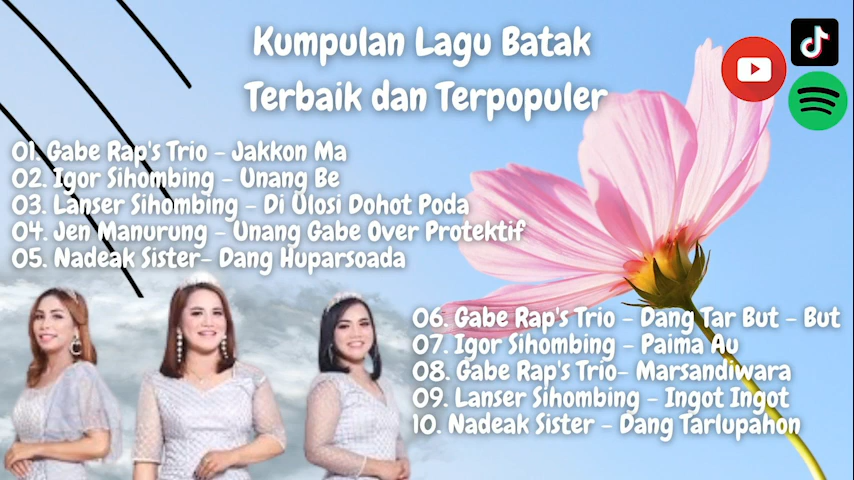 Kumpulan Lagu Batak
Terbaik dan Terpopuler
01. Gabe Rap's Trio - Jakkon Ma
02. Igor Sihombing - Unang Be
03. Lanser Sihombing - Di Ulosi Dohot Poda
04. Jen Manurung - Unang Gabe Over Protektif
05. Nadeak Sister- Dang Huparsoada
06. Gabe Rap's Trio - Dang Tar But - But
07. Igor Sihombing - Paima Au
08. Gabe Rap's Trio- Marsandiwara
09. Lanser Sihombing - Ingot Ingot
10. Nadeak Sister - Dang Tarlupahon